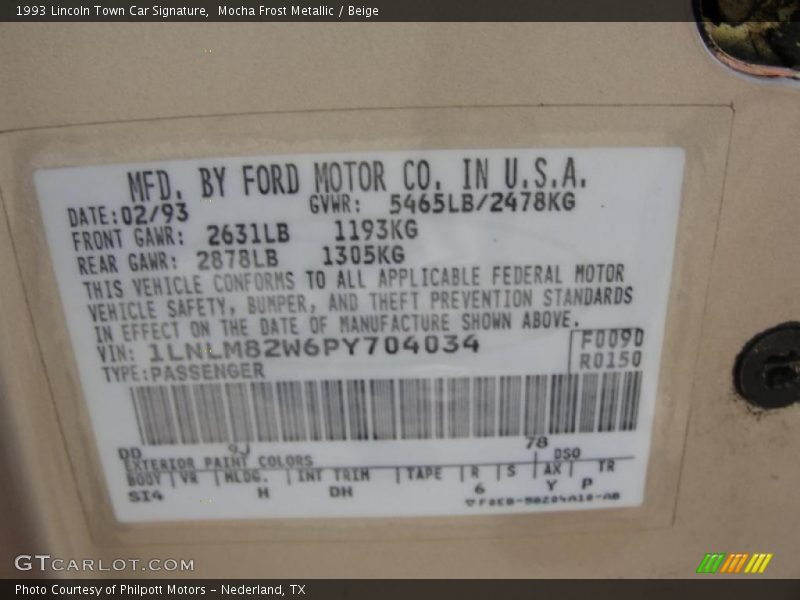 1993 Lincoln Town Car Signature, Mocha Frost Metallic / Beige
MFD. BY FORD MOTOR CO. IN U.S.A.
DATE: 02/93 GVWR: 5465LB/2478KG
FRONT GAWR: 2631LB 1193KG
REAR GAWR: 2878LB 1305KG
THIS VEHICLE CONFORMS TO ALL APPLICABLE FEDERAL MOTOR
VEHICLE SAFETY, BUMPER, AND THEFT PREVENTION STANDARDS
IN EFFECT ON THE DATE OF MANUFACTURE SHOWN ABOVE.
VIN: 1LNLM82W6PY704034 F0090
TYPE: PASSENGER R0150
DD 9J 78
EXTERIOR PAINT COLORS DSO
BODY VR MLDG. INT TRIM TAPE R S AX TR
SI4 H DH 6 Y P
GTCARLOT.COM
Photo Courtesy of Philpott Motors - Nederland, TX